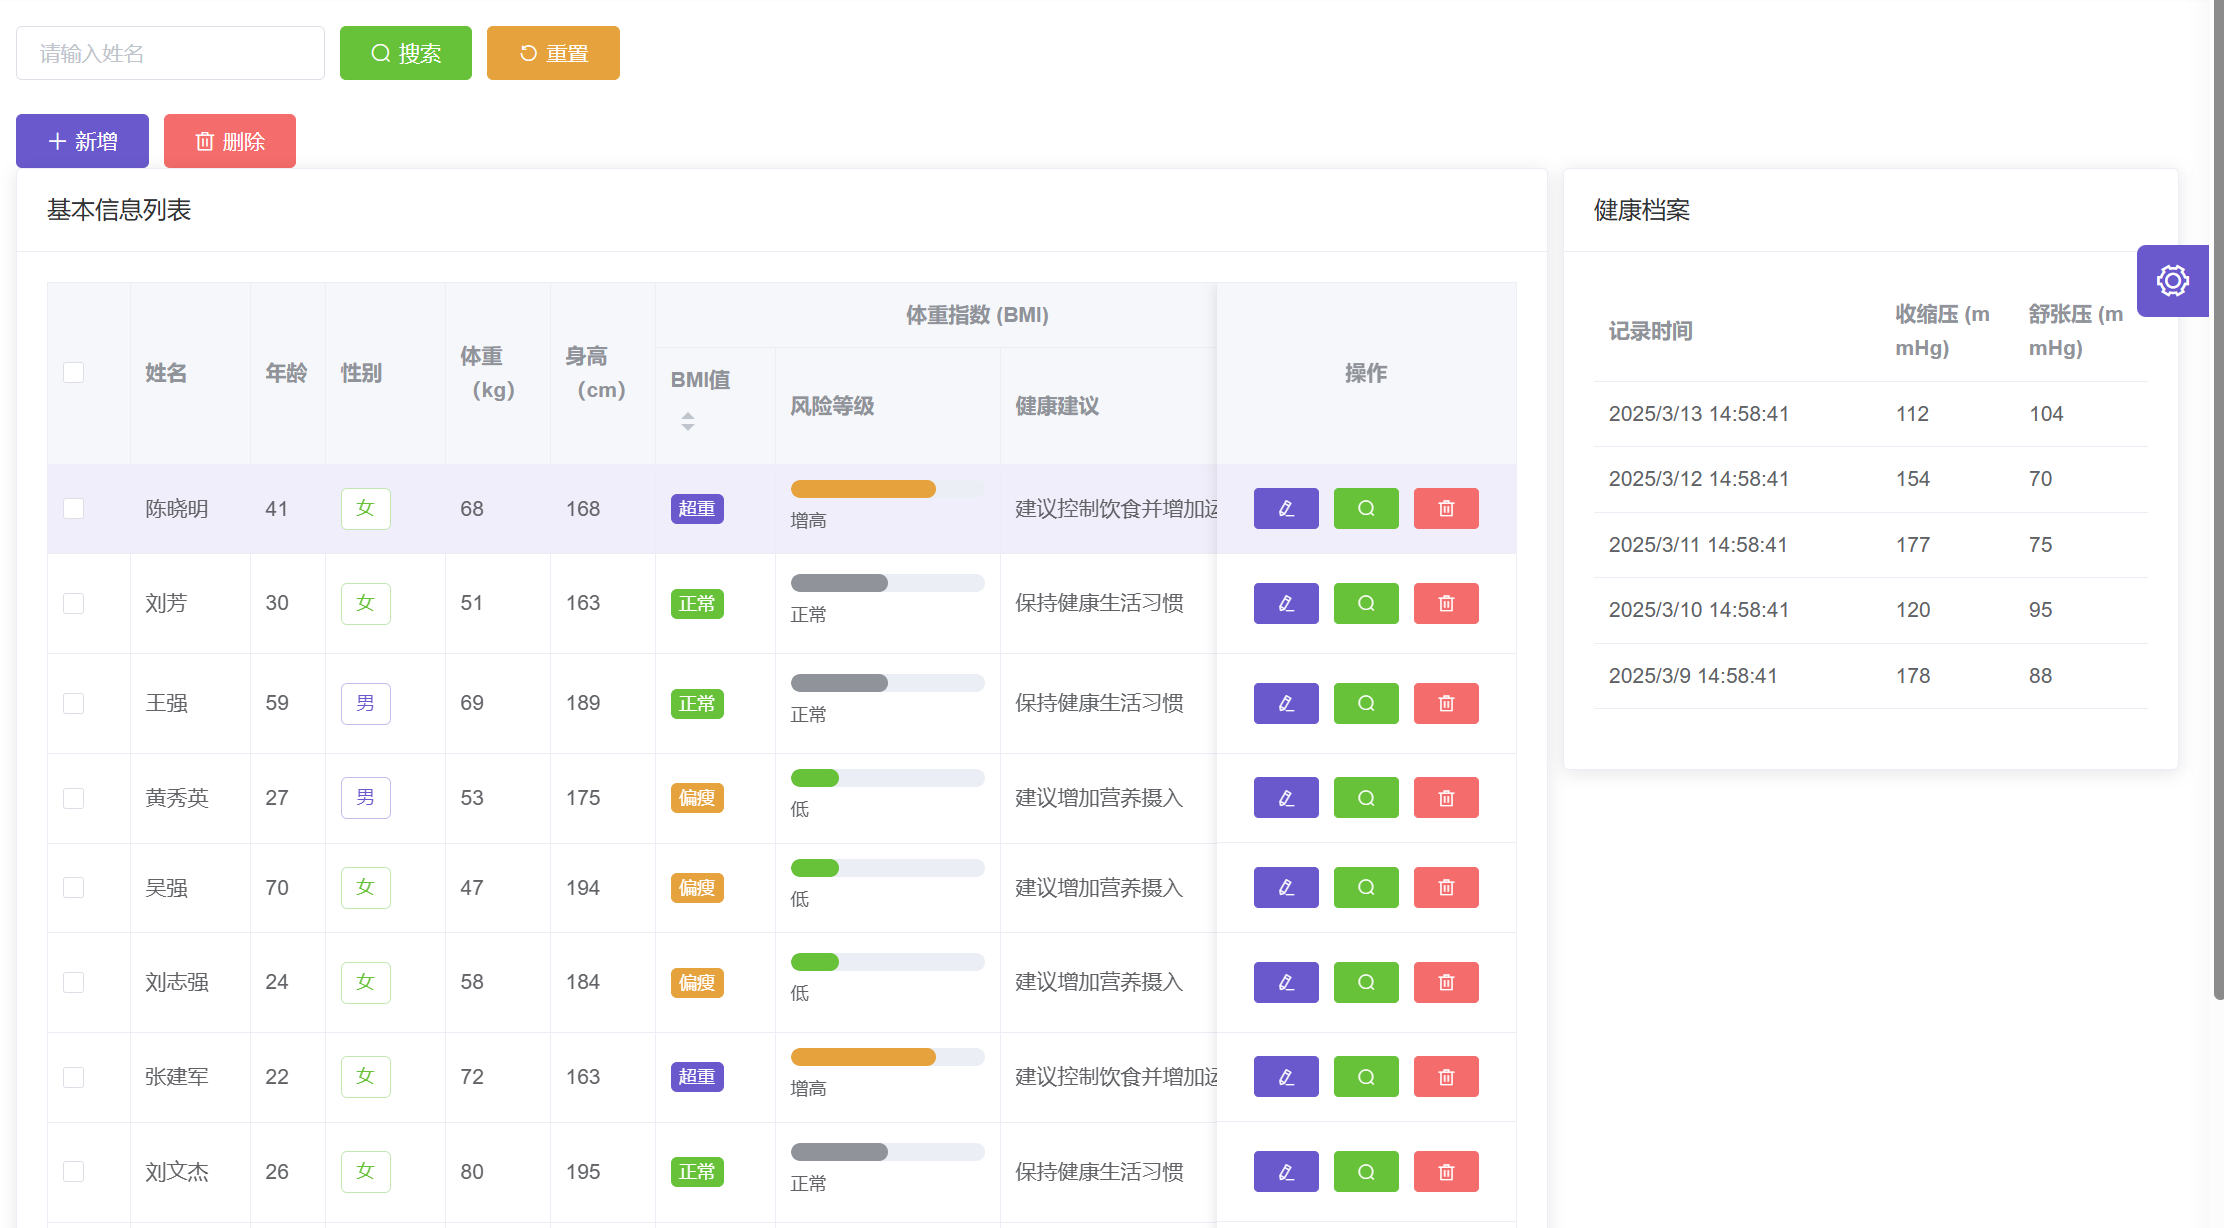 请输入姓名
搜索
重置
新增
删除
基本信息列表
姓名
年龄
性别
体重
（kg）
身高
（cm）
体重指数 (BMI)
BMI值
风险等级
健康建议
操作
陈晓明 41 女 68 168 超重 增高 建议控制饮食并增加运
刘芳 30 女 51 163 正常 正常 保持健康生活习惯
王强 59 男 69 189 正常 正常 保持健康生活习惯
黄秀英 27 男 53 175 偏瘦 低 建议增加营养摄入
吴强 70 女 47 194 偏瘦 低 建议增加营养摄入
刘志强 24 女 58 184 偏瘦 低 建议增加营养摄入
张建军 22 女 72 163 超重 增高 建议控制饮食并增加运
刘文杰 26 女 80 195 正常 正常 保持健康生活习惯
健康档案
记录时间
收缩压 (m
mHg)
舒张压 (m
mHg)
2025/3/13 14:58:41 112 104
2025/3/12 14:58:41 154 70
2025/3/11 14:58:41 177 75
2025/3/10 14:58:41 120 95
2025/3/9 14:58:41 178 88